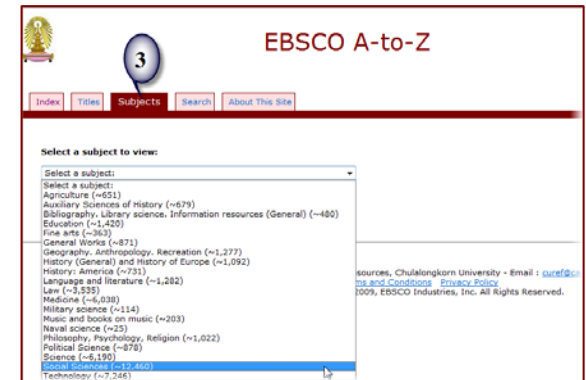 EBSCO A-to-Z
3
Index Titles Subjects Search About This Site
Select a subject to view:
Select a subject:
Select a subject:
Agriculture (~651)
Auxiliary Sciences of History (~679)
Bibliography. Library science. Information resources (General) (~480)
Education (~1,420)
Fine arts (~363)
General Works (~871)
Geography. Anthropology. Recreation (~1,277)
History (General) and History of Europe (~1,092)
History: America (~731)
Language and literature (~1,282)
Law (~3,535)
Medicine (~6,038)
Military science (~114)
Music and books on music (~203)
Naval science (~25)
Philosophy, Psychology, Religion (~1,022)
Political Science (~878)
Science (~6,190)
Social Sciences (~12,460)
Technology (~7,246)
sources, Chulalongkorn University - Email : curef@c
ms and Conditions Privacy Policy
2009, EBSCO Industries, Inc. All Rights Reserved.